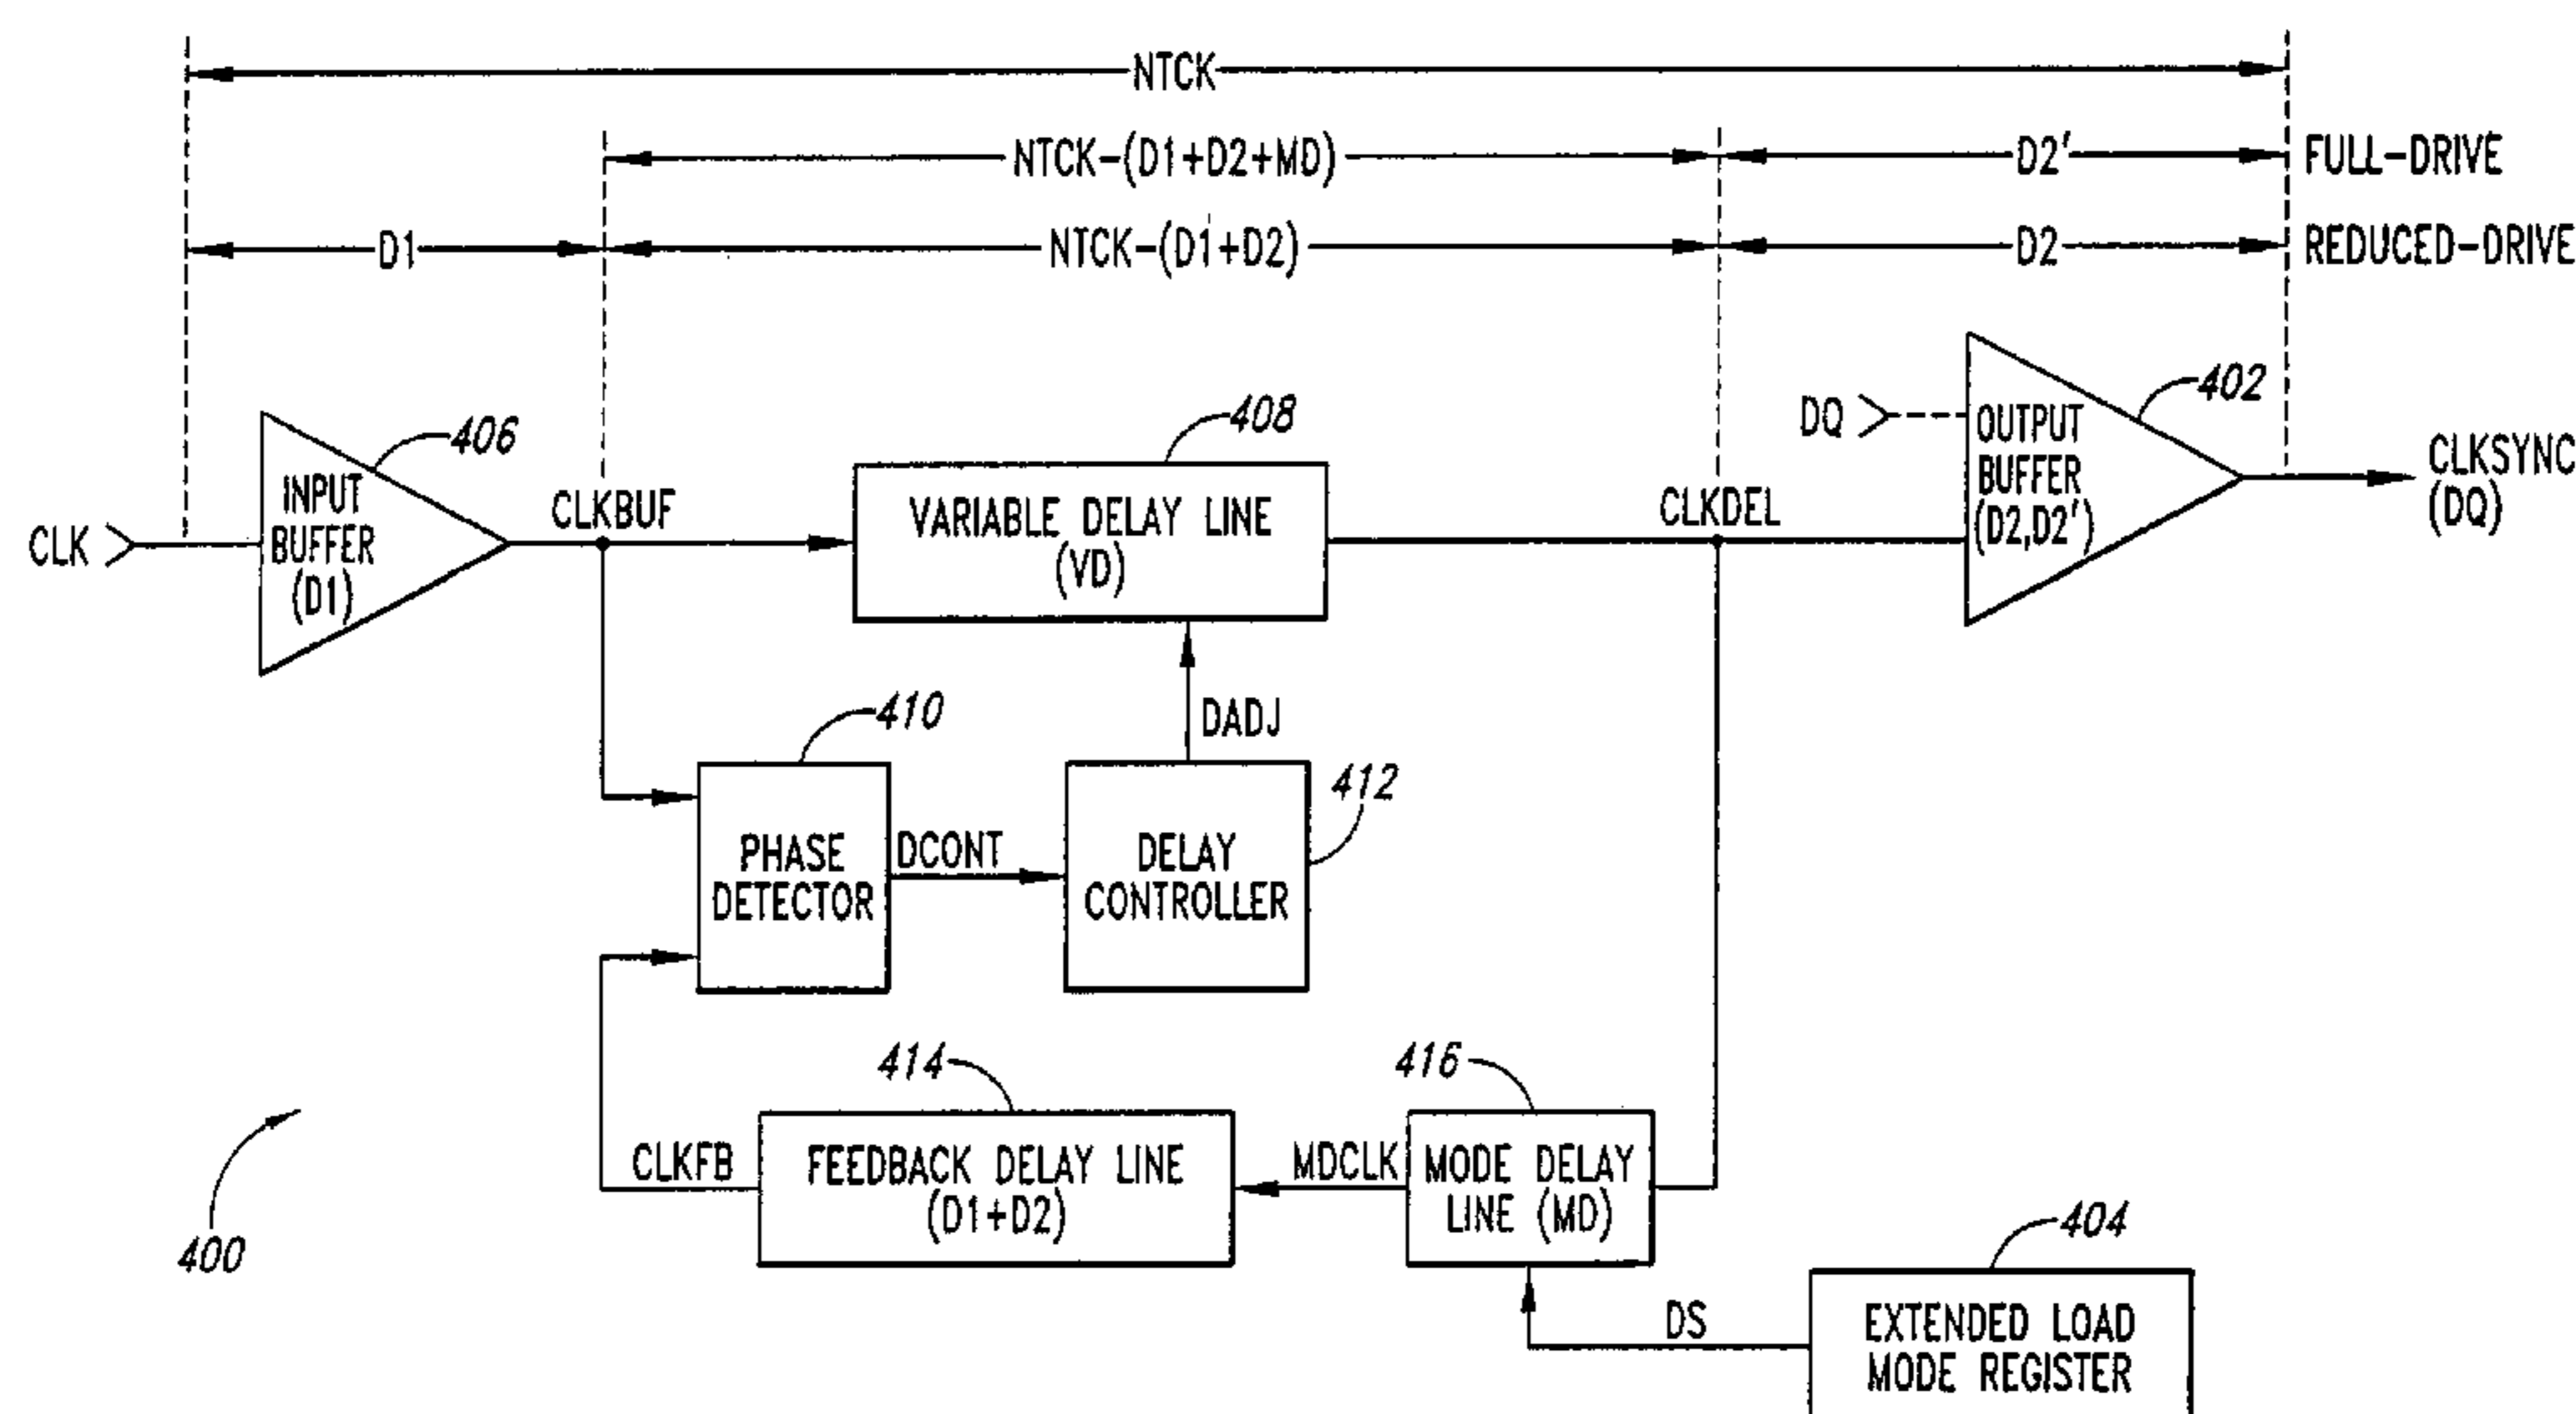 NTCK
NTCK-(D1+D2+MD)
D2'
FULL-DRIVE
D1
NTCK-(D1+D2)
D2
REDUCED-DRIVE
406
408
402
CLK
INPUT
BUFFER
(D1)
CLKBUF
VARIABLE DELAY LINE
(VD)
CLKDEL
DQ
OUTPUT
BUFFER
(D2,D2')
CLKSYNC
(DQ)
410
DADJ
412
PHASE
DETECTOR
DCONT
DELAY
CONTROLLER
414
416
CLKFB
FEEDBACK DELAY LINE
(D1+D2)
MDCLK
MODE DELAY
LINE (MD)
400
404
DS
EXTENDED LOAD
MODE REGISTER